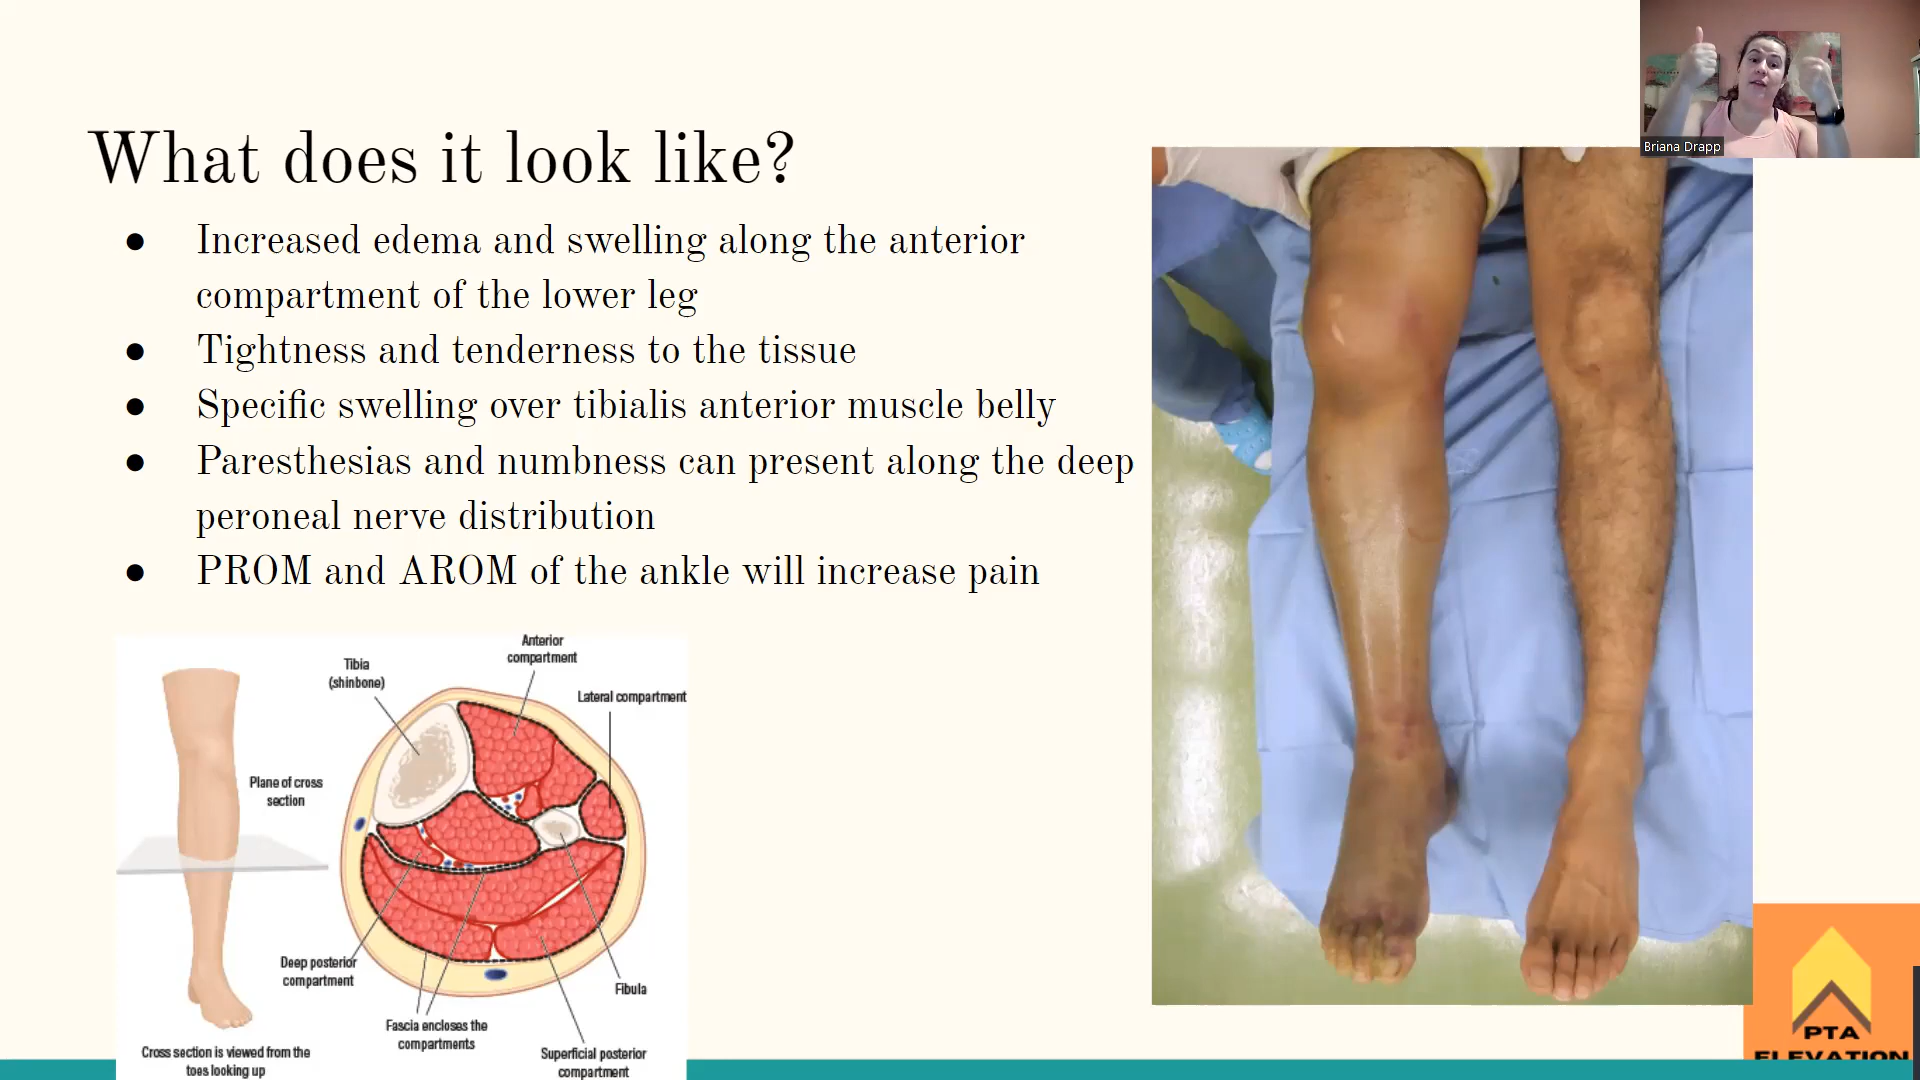 Briana Drapp
What does it look like?
● Increased edema and swelling along the anterior
compartment of the lower leg
● Tightness and tenderness to the tissue
● Specific swelling over tibialis anterior muscle belly
● Paresthesias and numbness can present along the deep
peroneal nerve distribution
● PROM and AROM of the ankle will increase pain
Anterior
compartment
Tibia
(shinbone)
Lateral compartment
Plane of cross
section
Deep posterior
compartment
Fibula
Fascia encloses the
compartments
Cross section is viewed from the
toes looking up
Superficial posterior
compartment
PTA
ELEVATION